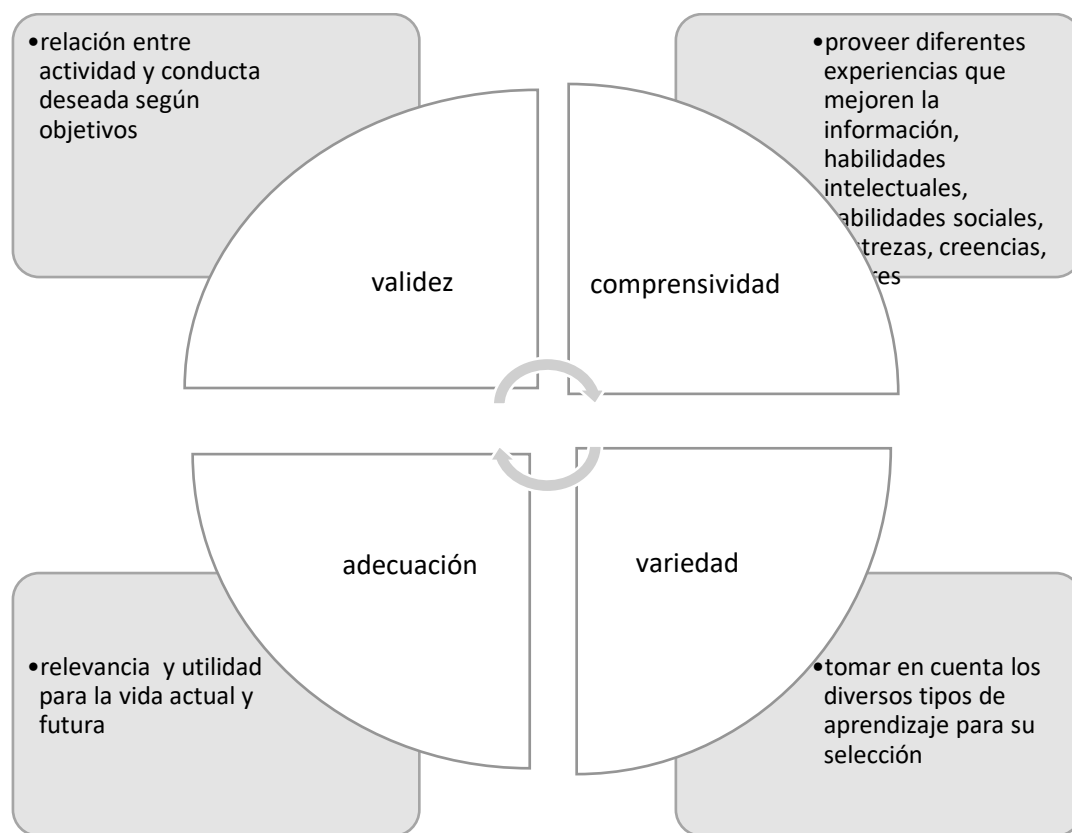 •relación entre
actividad y conducta
deseada según
objetivos
validez
•proveer diferentes
experiencias que
mejoren la
información,
habilidades
intelectuales,
sociales,
creencias,
comprensividad
adecuación
•relevancia y utilidad
para la vida actual y
futura
variedad
•tomar en cuenta los
diversos tipos de
aprendizaje para su
selección